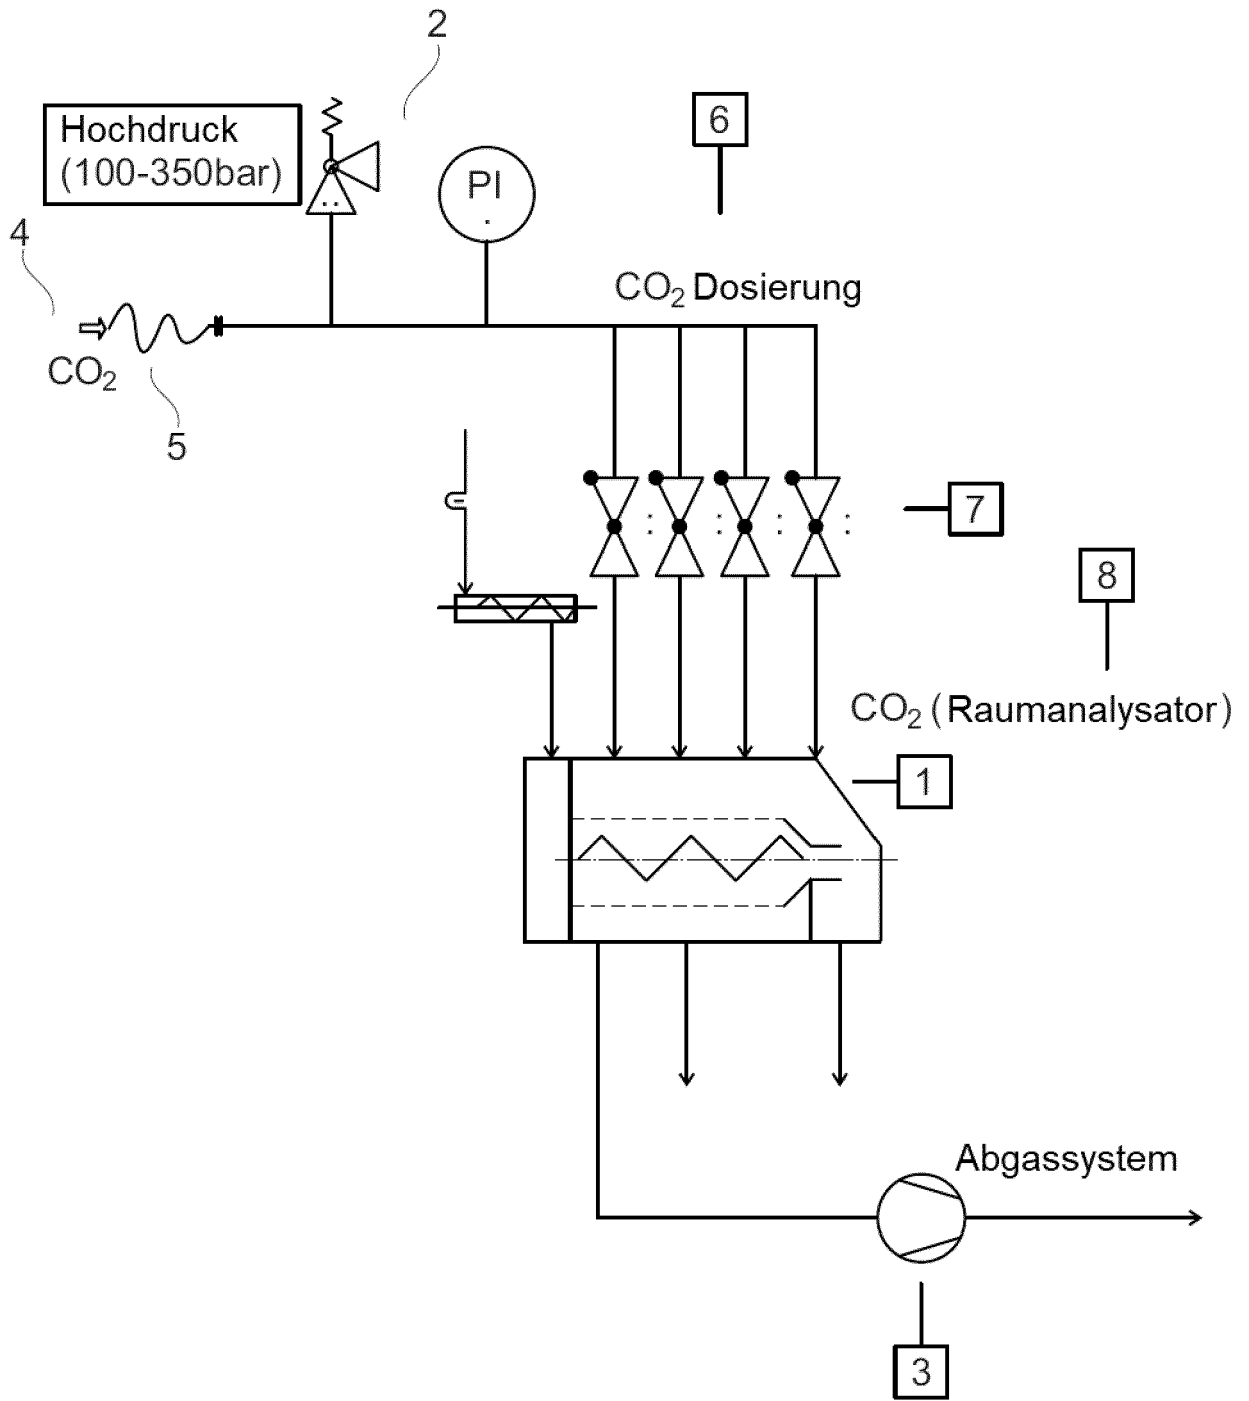 2
6
Hochdruck
(100-350bar)
PI
4
CO₂ Dosierung
CO₂
5
7
8
CO₂ (Raumanalysator)
1
Abgassystem
3